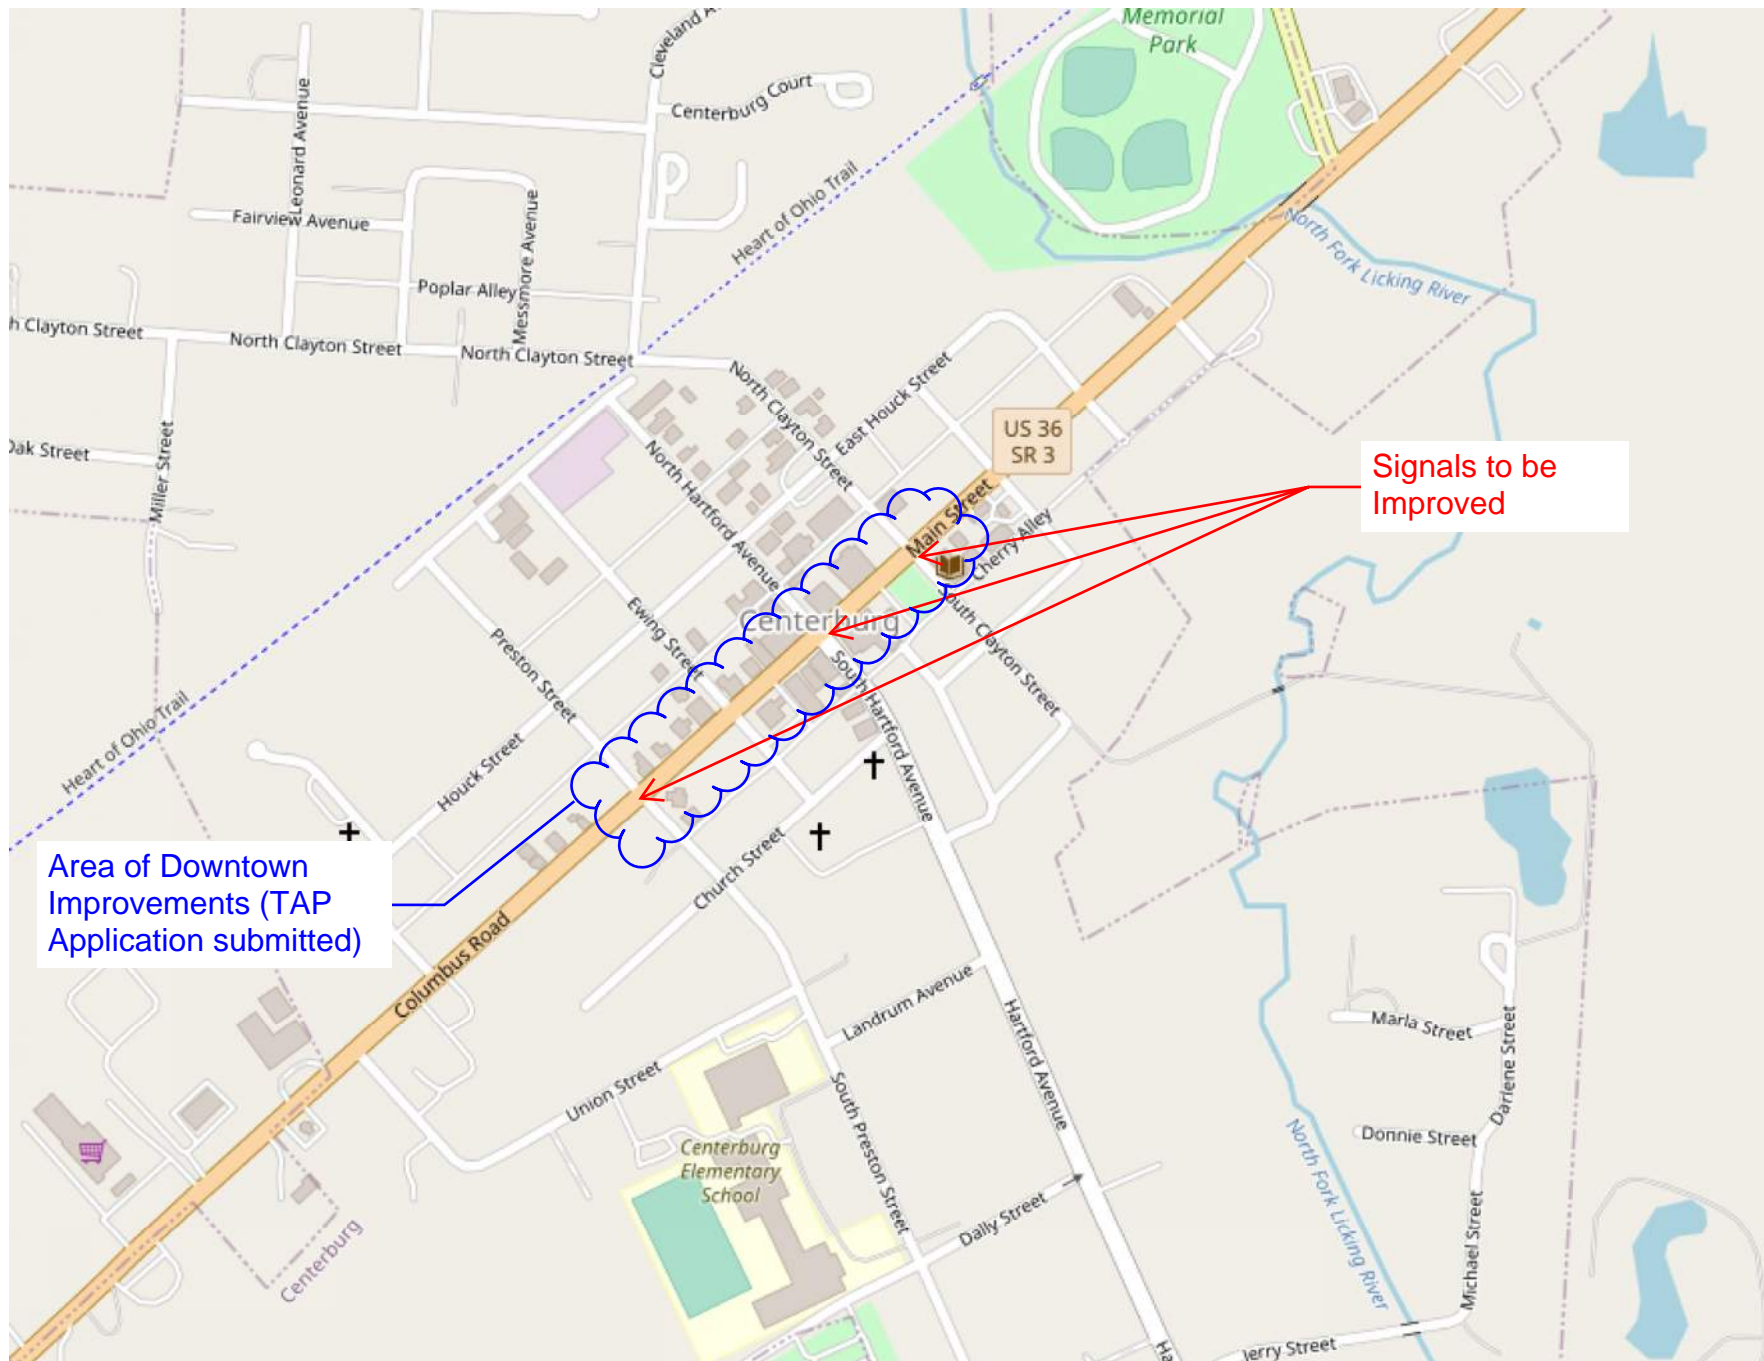 Memorial
Park
Cleveland A
Centerburg Court
Leonard Avenue
Heart of Ohio Trail
Fairview Avenue
Messmore Avenue
North Fork Licking River
Poplar Alley
h Clayton Street
North Clayton Street
North Clayton Street
North Clayton Street
East Houck Street
US 36
SR 3
Oak Street
Miller Street
North Hartford Avenue
Signals to be
Improved
Main Street
Cherry Alley
Ewing Street
Centerburg
South Clayton Street
Preston Street
South Hartford Avenue
Heart of Ohio Trail
Houck Street
Church Street
Area of Downtown
Improvements (TAP
Application submitted)
Columbus Road
Landrum Avenue
Hartford Avenue
Marla Street
Darlene Street
Union Street
South Preston Street
Donnie Street
Centerburg
Elementary
School
North Fork Licking River
Dally Street
Michael Street
Centerburg
Ha
Jerry Street